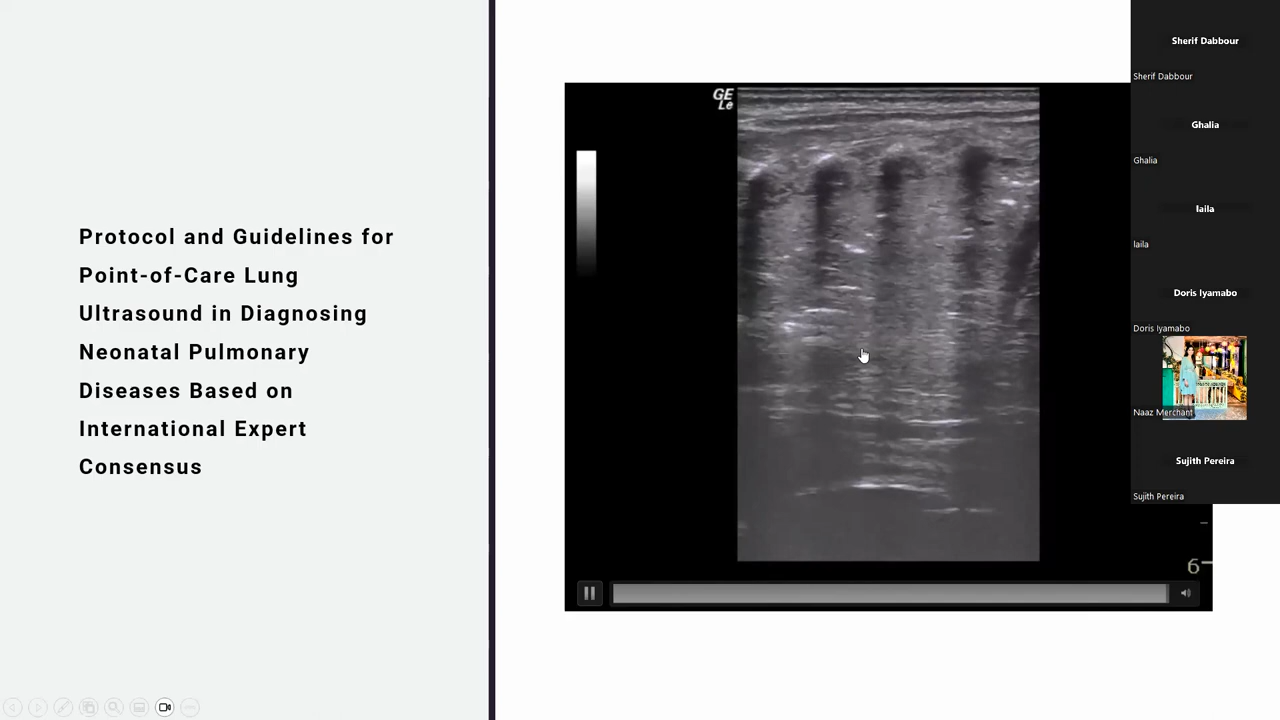 Protocol and Guidelines for
Point-of-Care Lung
Ultrasound in Diagnosing
Neonatal Pulmonary
Diseases Based on
International Expert
Consensus
GE
Le
6
Sherif Dabbour
Sherif Dabbour
Ghalia
Ghalia
laila
laila
Doris Iyamabo
Doris Iyamabo
Naaz Merchant
Sujith Pereira
Sujith Pereira